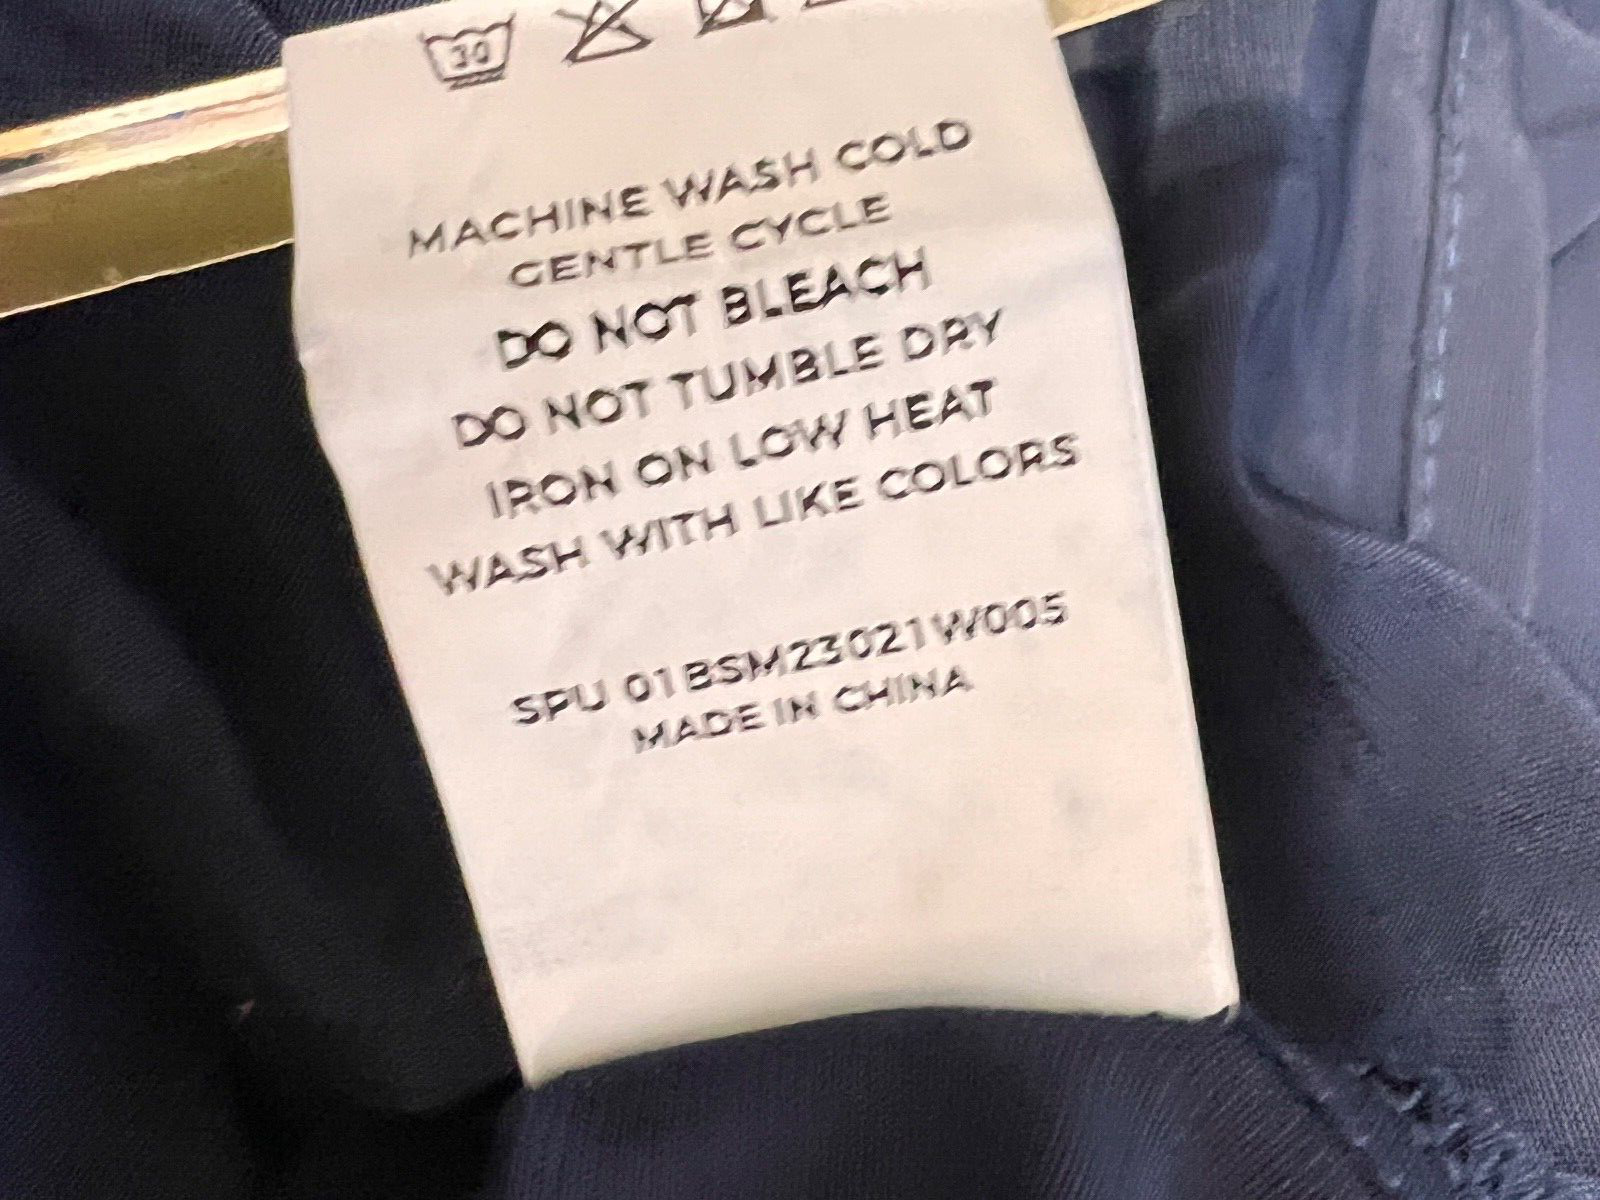 30
MACHINE WASH COLD
GENTLE CYCLE
DO NOT BLEACH
DO NOT TUMBLE DRY
IRON ON LOW HEAT
WASH WITH LIKE COLORS
SPU 01BSM23021W005
MADE IN CHINA